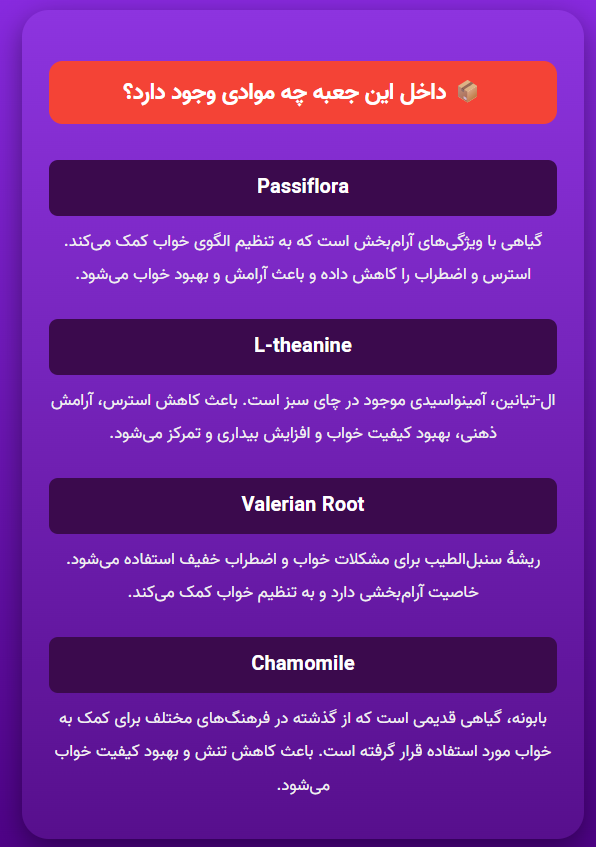 📦 داخل این جعبه چه موادی وجود دارد؟
Passiflora
گیاهی با ویژگی‌های آرام‌بخش است که به تنظیم الگوی خواب کمک می‌کند.
استرس و اضطراب را کاهش داده و باعث آرامش و بهبود خواب می‌شود.
L-theanine
ال-تیانین، آمینواسیدی موجود در چای سبز است. باعث کاهش استرس، آرامش
ذهنی، بهبود کیفیت خواب و افزایش بیداری و تمرکز می‌شود.
Valerian Root
ریشهٔ سنبل‌الطیب برای مشکلات خواب و اضطراب خفیف استفاده می‌شود.
خاصیت آرام‌بخشی دارد و به تنظیم خواب کمک می‌کند.
Chamomile
بابونه، گیاهی قدیمی است که از گذشته در فرهنگ‌های مختلف برای کمک به
خواب مورد استفاده قرار گرفته است. باعث کاهش تنش و بهبود کیفیت خواب
می‌شود.